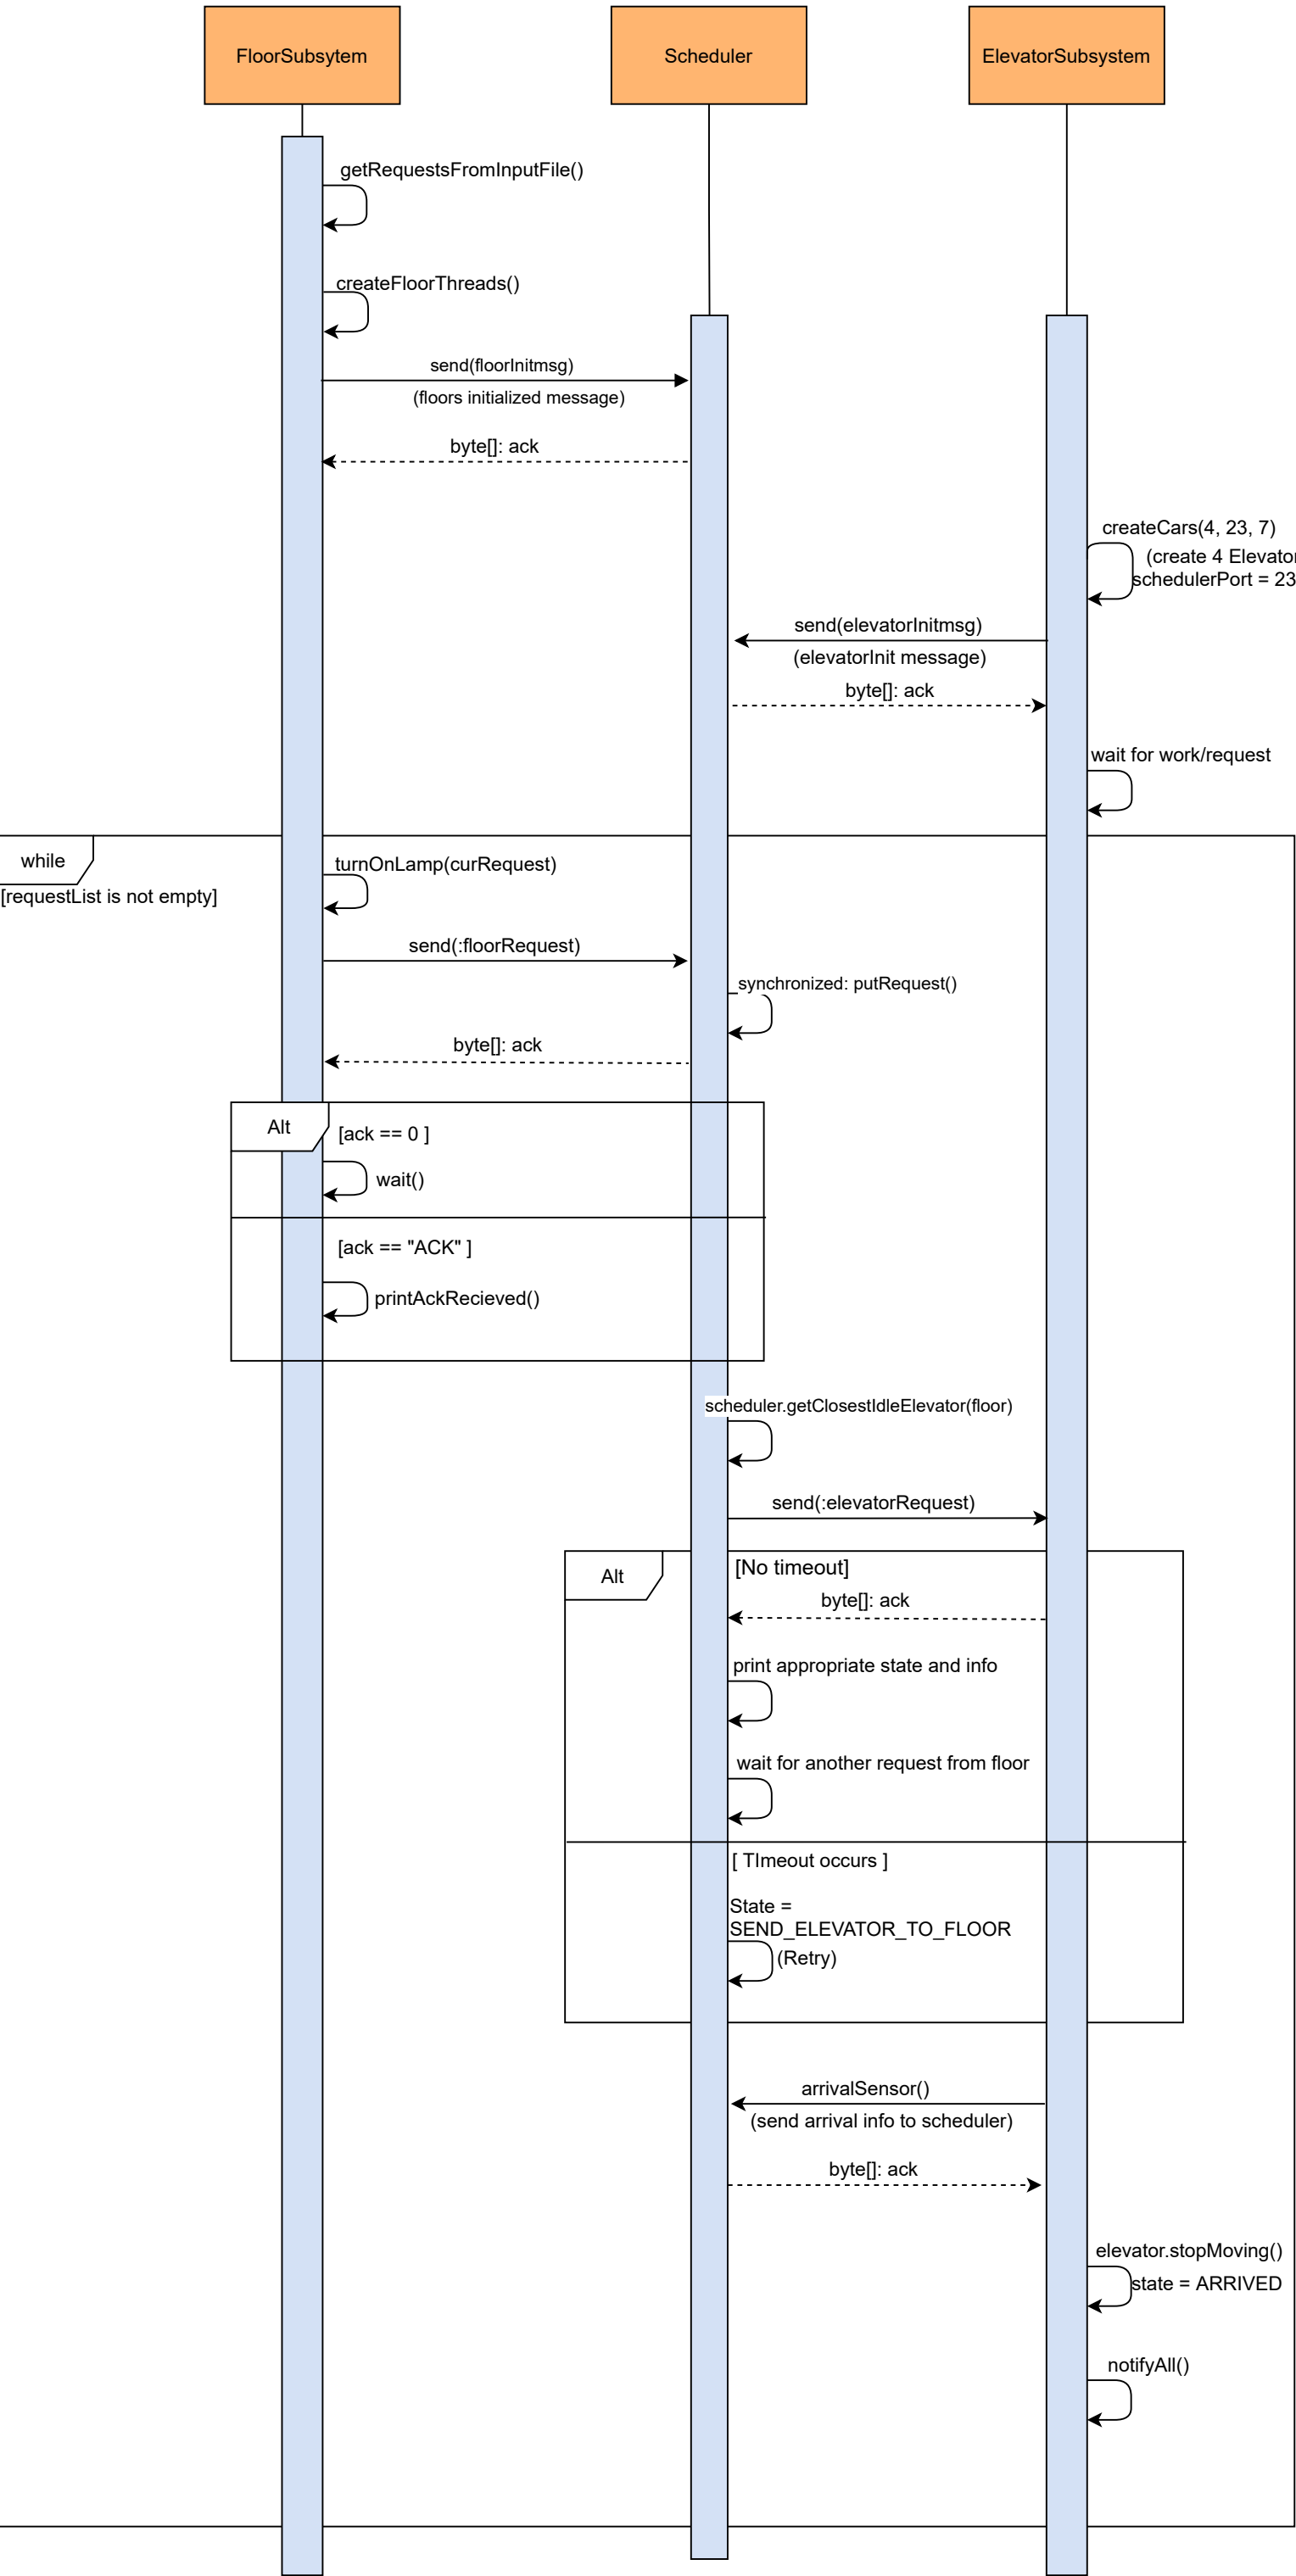 FloorSubsytem
Scheduler
ElevatorSubsystem
getRequestsFromInputFile()
createFloorThreads()
send(floorInitmsg)
(floors initialized message)
byte[]: ack
createCars(4, 23, 7)
(create 4 Elevator
schedulerPort = 23
send(elevatorInitmsg)
(elevatorInit message)
byte[]: ack
wait for work/request
while
[requestList is not empty]
turnOnLamp(curRequest)
send(:floorRequest)
synchronized: putRequest()
byte[]: ack
Alt
[ack == 0 ]
wait()
[ack == "ACK" ]
printAckRecieved()
scheduler.getClosestIdleElevator(floor)
send(:elevatorRequest)
Alt
[No timeout]
byte[]: ack
print appropriate state and info
wait for another request from floor
[ TImeout occurs ]
State =
SEND_ELEVATOR_TO_FLOOR
(Retry)
arrivalSensor()
(send arrival info to scheduler)
byte[]: ack
elevator.stopMoving()
state = ARRIVED
notifyAll()